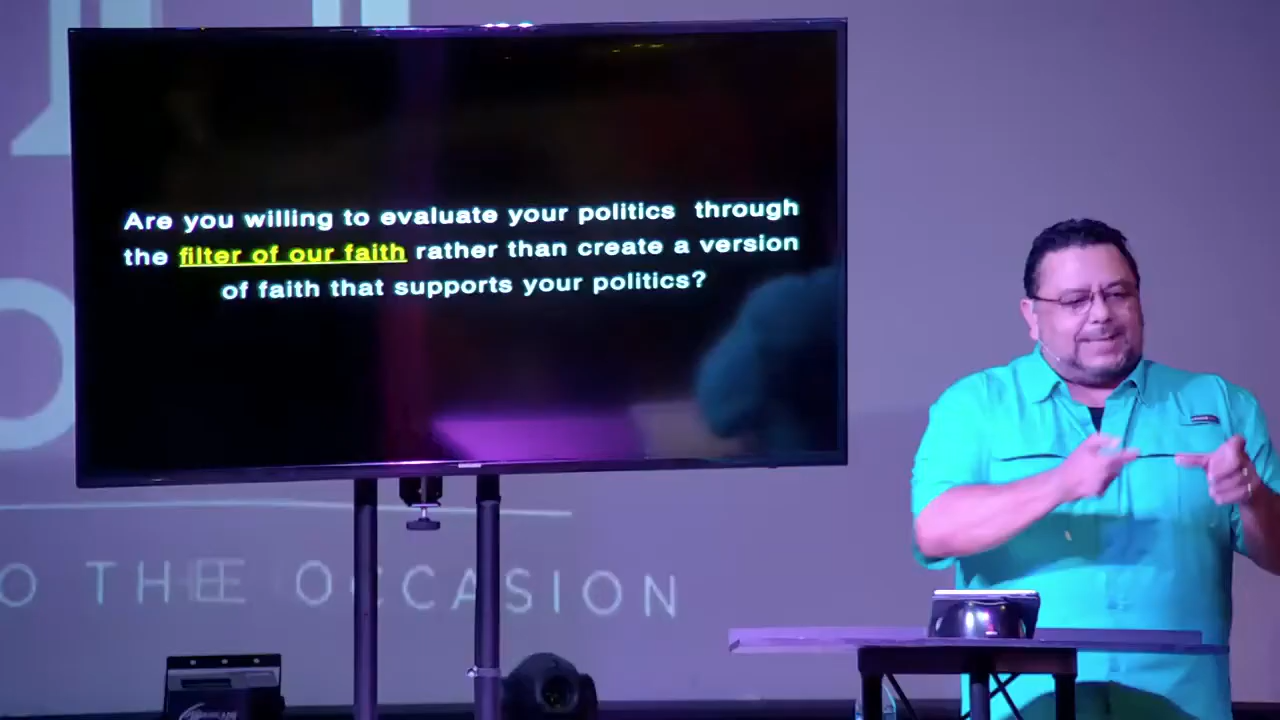 Are you willing to evaluate your politics through
the filter of our faith rather than create a version
of faith that supports your politics?
O THE OCCASION